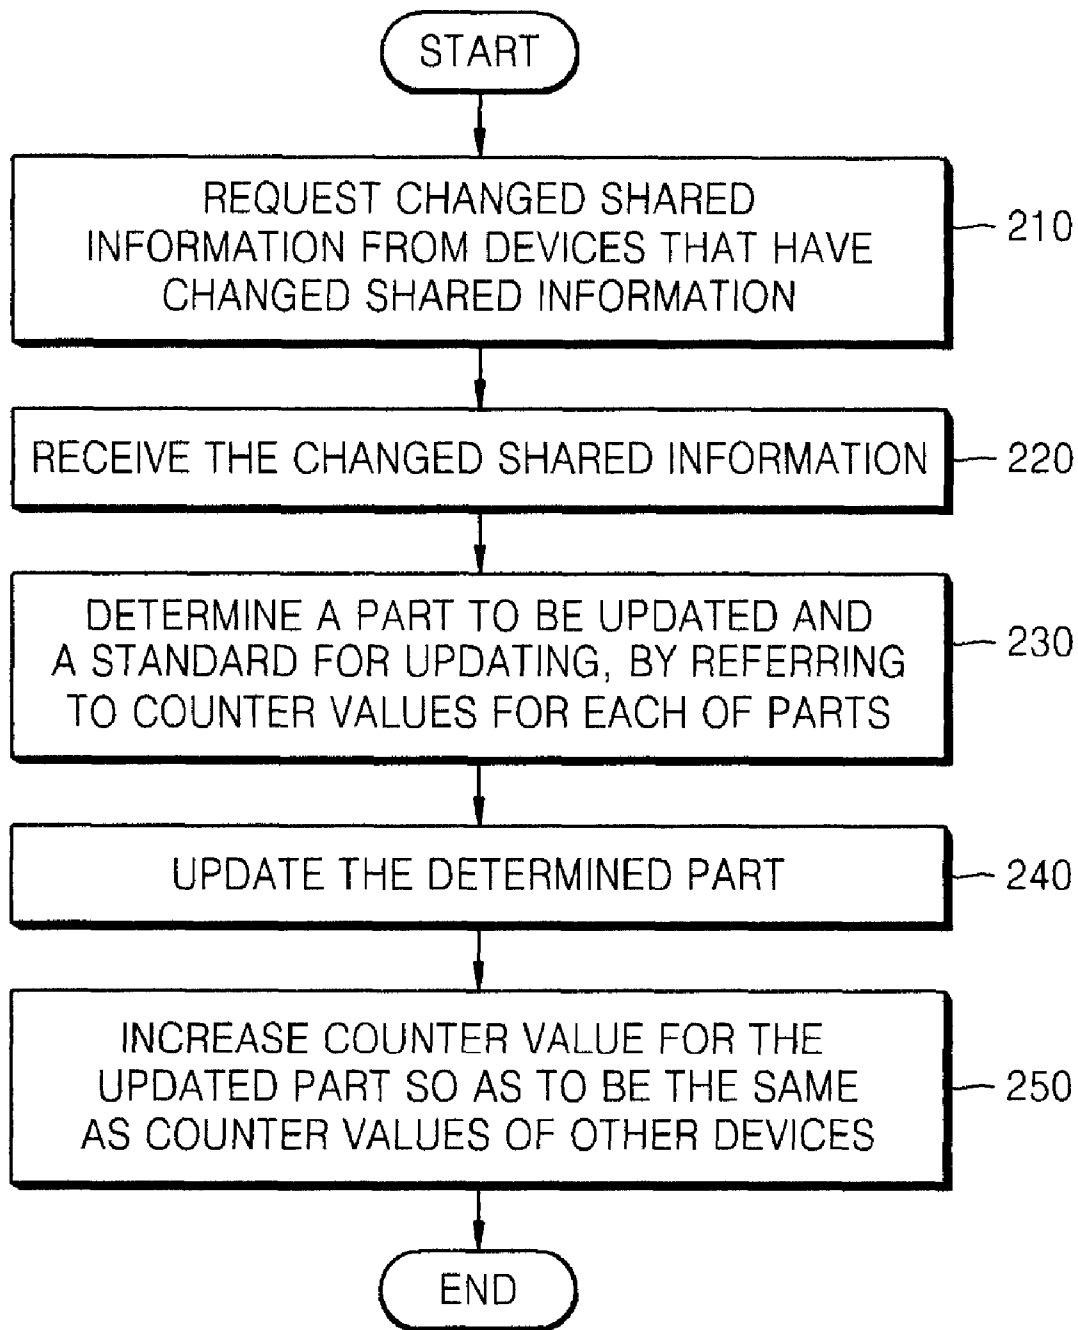 START
REQUEST CHANGED SHARED
INFORMATION FROM DEVICES THAT HAVE
CHANGED SHARED INFORMATION
210
RECEIVE THE CHANGED SHARED INFORMATION
220
DETERMINE A PART TO BE UPDATED AND
A STANDARD FOR UPDATING, BY REFERRING
TO COUNTER VALUES FOR EACH OF PARTS
230
UPDATE THE DETERMINED PART
240
INCREASE COUNTER VALUE FOR THE
UPDATED PART SO AS TO BE THE SAME
AS COUNTER VALUES OF OTHER DEVICES
250
END